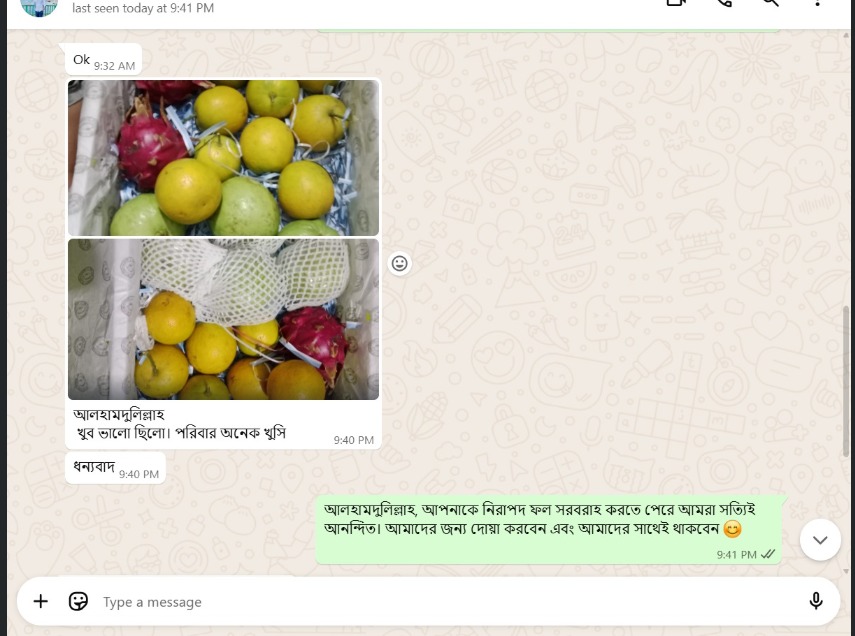 last seen today at 9:41 PM
Ok
9:32 AM
আলহামদুলিল্লাহ
খুব ভালো ছিলো। পরিবার অনেক খুসি
9:40 PM
ধন্যবাদ
9:40 PM
আলহামদুলিল্লাহ, আপনাকে নিরাপদ ফল সরবরাহ করতে পেরে আমরা সত্যিই
আনন্দিত। আমাদের জন্য দোয়া করবেন এবং আমাদের সাথেই থাকবেন 😊
9:41 PM
Type a message